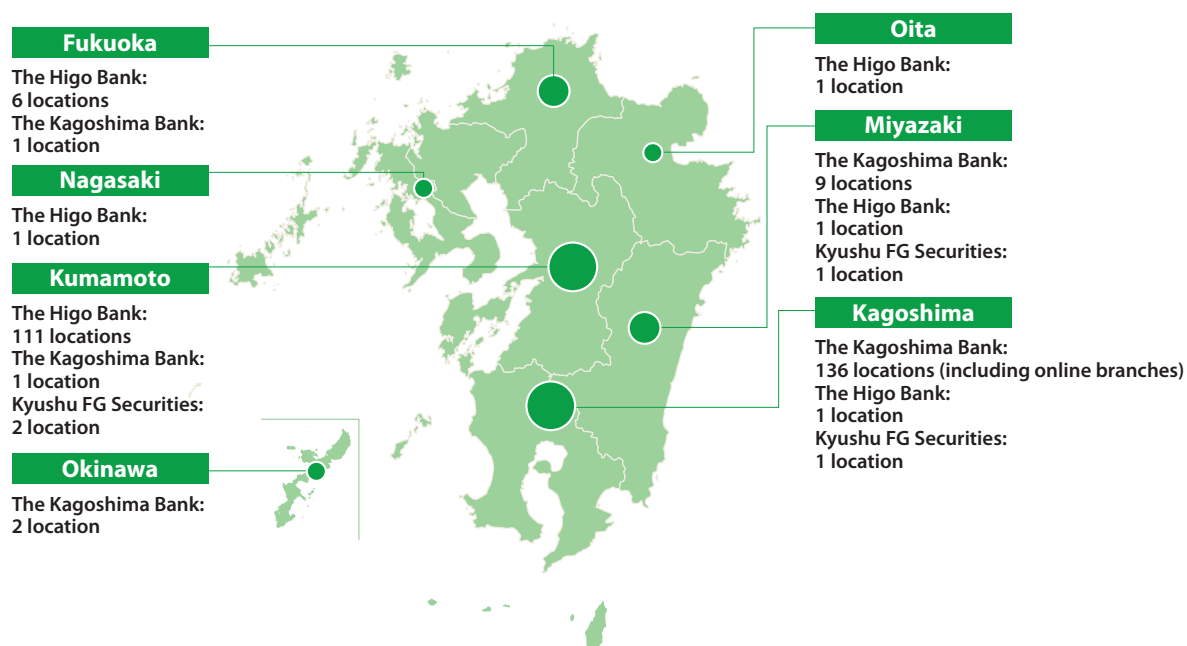 Fukuoka
The Higo Bank:
6 locations
The Kagoshima Bank:
1 location
Nagasaki
The Higo Bank:
1 location
Kumamoto
The Higo Bank:
111 locations
The Kagoshima Bank:
1 location
Kyushu FG Securities:
2 location
Okinawa
The Kagoshima Bank:
2 location
Oita
The Higo Bank:
1 location
Miyazaki
The Kagoshima Bank:
9 locations
The Higo Bank:
1 location
Kyushu FG Securities:
1 location
Kagoshima
The Kagoshima Bank:
136 locations (including online branches)
The Higo Bank:
1 location
Kyushu FG Securities:
1 location